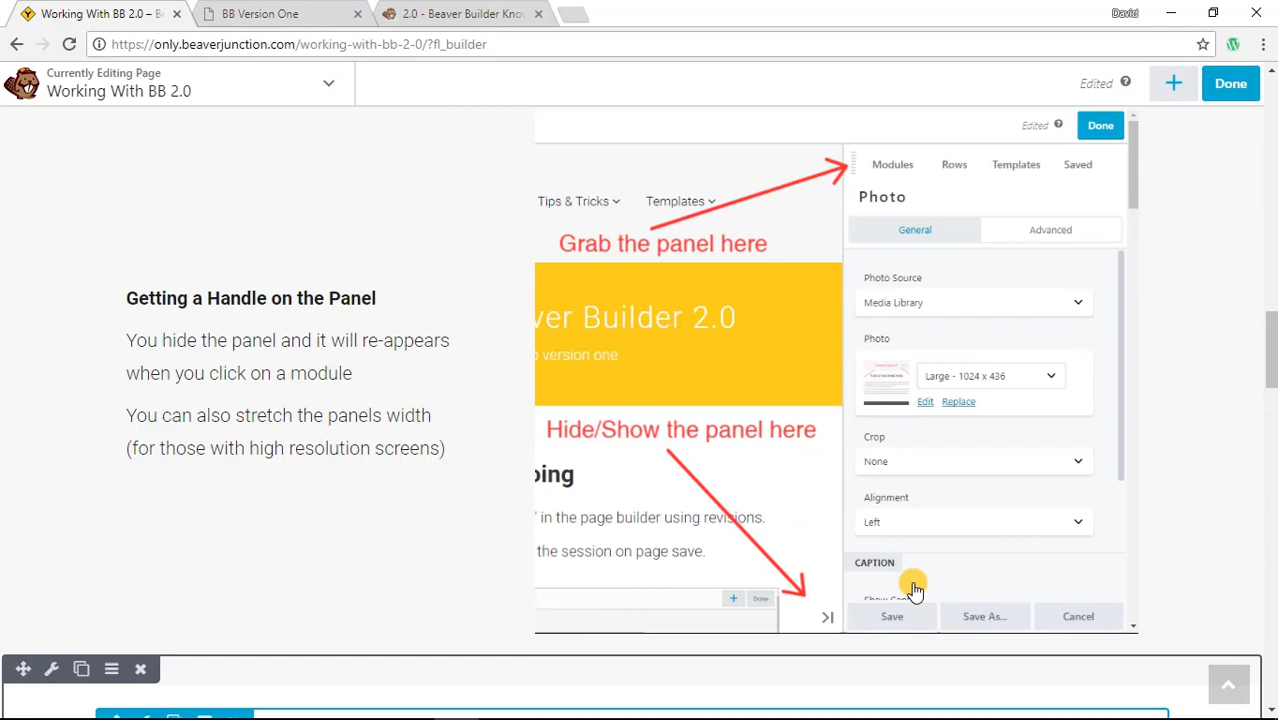 Working With BB 2.0 – B
BB Version One
2.0 - Beaver Builder Know
David
https://only.beaverjunction.com/working-with-bb-2-0/?fl_builder
Currently Editing Page
Working With BB 2.0
Edited
Done
Edited
Done
Modules Rows Templates Saved
Photo
Tips & Tricks Templates
Grab the panel here
General Advanced
Getting a Handle on the Panel
You hide the panel and it will re-appears
when you click on a module
You can also stretch the panels width
(for those with high resolution screens)
ver Builder 2.0
o version one
Photo Source
Media Library
Photo
Large - 1024 x 436
Edit Replace
Hide/Show the panel here
Crop
None
oing
Alignment
Left
' in the page builder using revisions.
the session on page save.
CAPTION
Done
Save Save As... Cancel